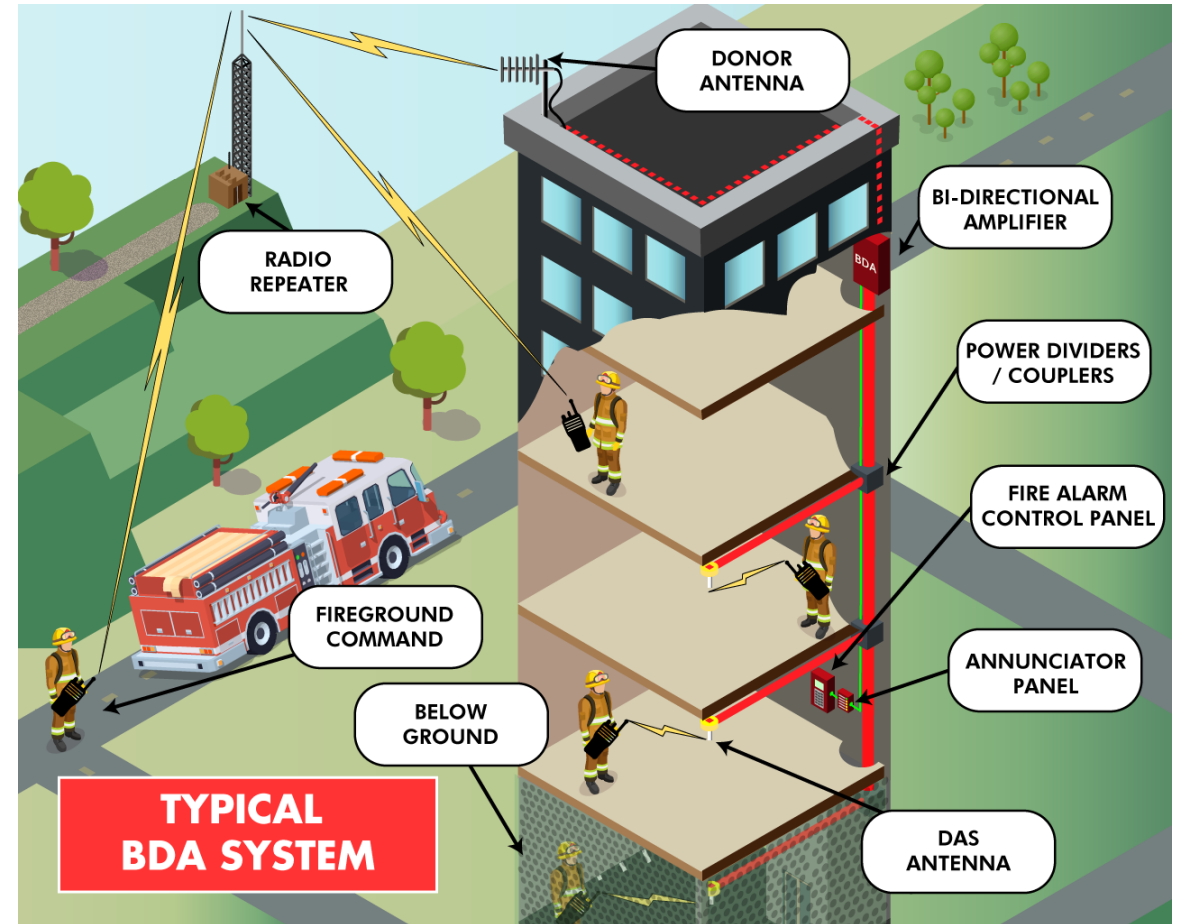 DONOR
ANTENNA
BI-DIRECTIONAL
AMPLIFIER
RADIO
REPEATER
BDA
POWER DIVIDERS
/ COUPLERS
FIRE ALARM
CONTROL PANEL
FIREGROUND
COMMAND
ANNUNCIATOR
PANEL
BELOW
GROUND
TYPICAL
BDA SYSTEM
DAS
ANTENNA